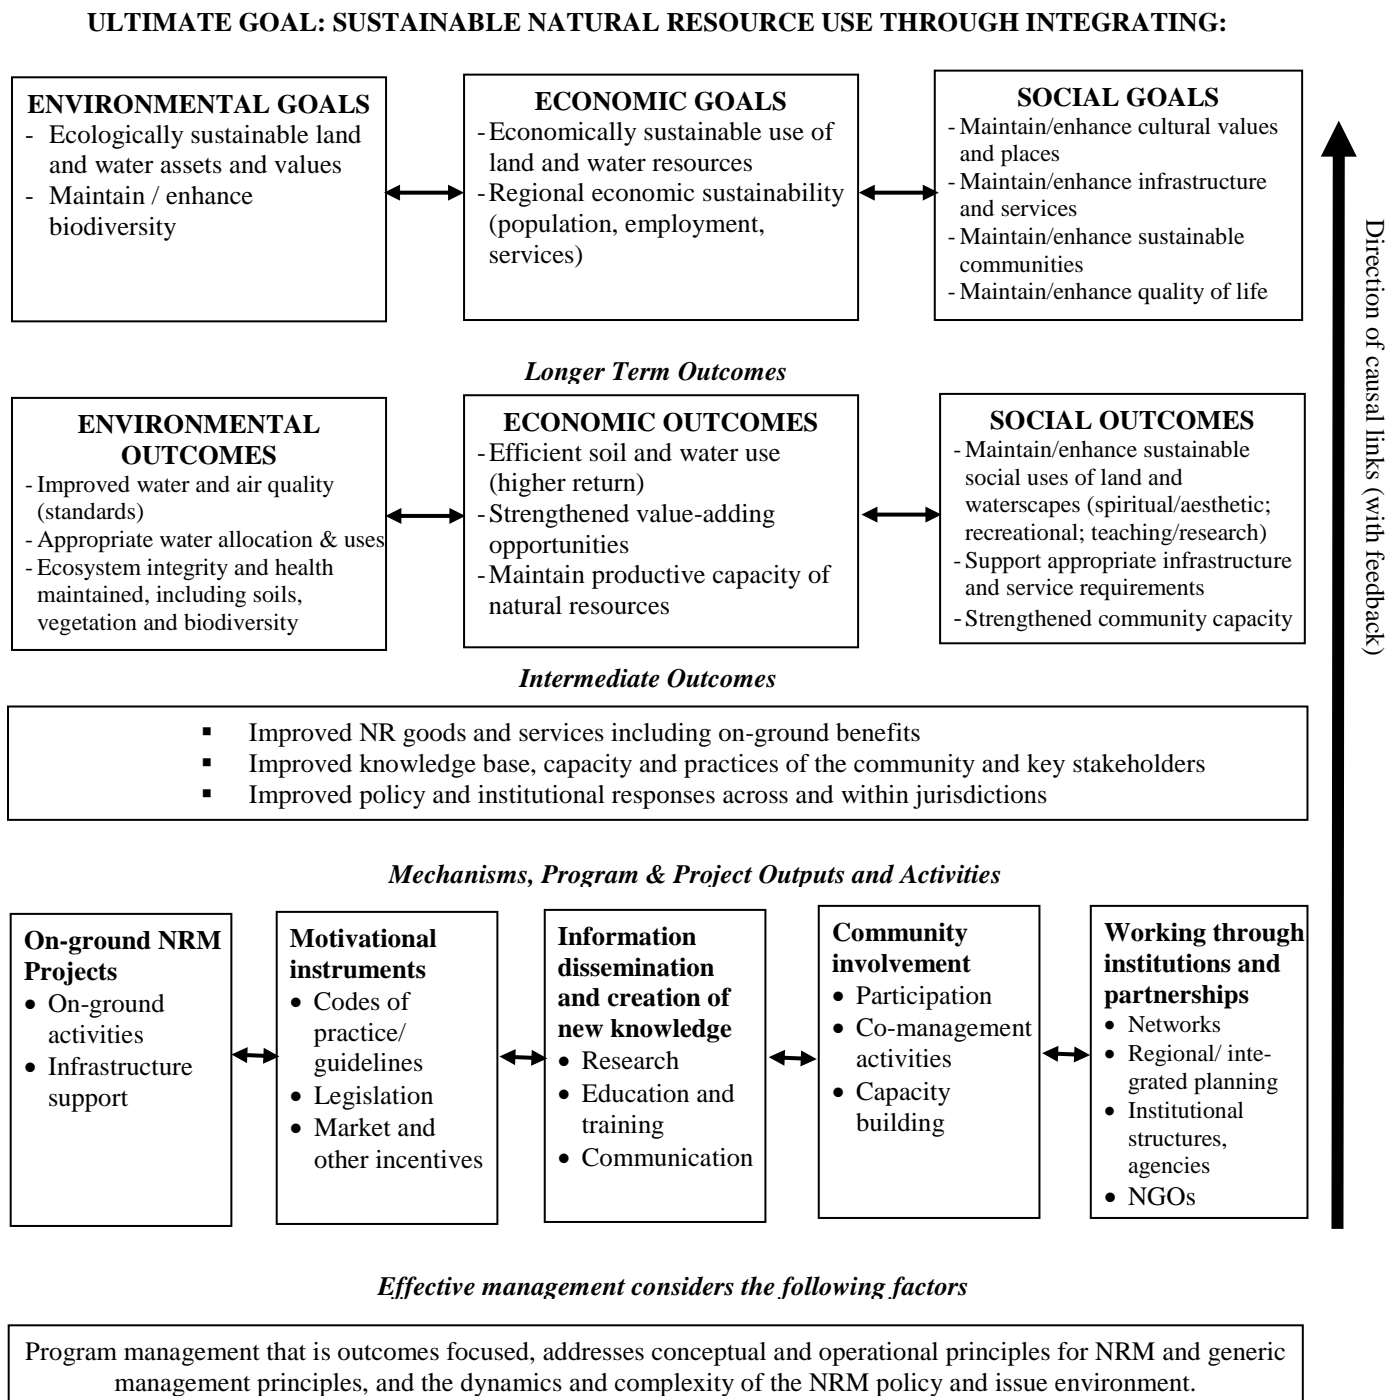 ULTIMATE GOAL: SUSTAINABLE NATURAL RESOURCE USE THROUGH INTEGRATING:
ENVIRONMENTAL GOALS
- Ecologically sustainable land
and water assets and values
- Maintain / enhance
biodiversity
ECONOMIC GOALS
- Economically sustainable use of
land and water resources
- Regional economic sustainability
(population, employment,
services)
SOCIAL GOALS
- Maintain/enhance cultural values
and places
- Maintain/enhance infrastructure
and services
- Maintain/enhance sustainable
communities
- Maintain/enhance quality of life
Direction of causal links (with feedback)
Longer Term Outcomes
ENVIRONMENTAL
OUTCOMES
- Improved water and air quality
(standards)
- Appropriate water allocation & uses
- Ecosystem integrity and health
maintained, including soils,
vegetation and biodiversity
ECONOMIC OUTCOMES
- Efficient soil and water use
(higher return)
- Strengthened value-adding
opportunities
- Maintain productive capacity of
natural resources
SOCIAL OUTCOMES
- Maintain/enhance sustainable
social uses of land and
waterscapes (spiritual/aesthetic;
recreational; teaching/research)
- Support appropriate infrastructure
and service requirements
- Strengthened community capacity
Intermediate Outcomes
▪ Improved NR goods and services including on-ground benefits
▪ Improved knowledge base, capacity and practices of the community and key stakeholders
▪ Improved policy and institutional responses across and within jurisdictions
Mechanisms, Program & Project Outputs and Activities
On-ground NRM
Projects
• On-ground
activities
• Infrastructure
support
Motivational
instruments
• Codes of
practice/
guidelines
• Legislation
• Market and
other incentives
Information
dissemination
and creation of
new knowledge
• Research
• Education and
training
• Communication
Community
involvement
• Participation
• Co-management
activities
• Capacity
building
Working through
institutions and
partnerships
• Networks
• Regional/ inte-
grated planning
• Institutional
structures,
agencies
• NGOs
Effective management considers the following factors
Program management that is outcomes focused, addresses conceptual and operational principles for NRM and generic
management principles, and the dynamics and complexity of the NRM policy and issue environment.